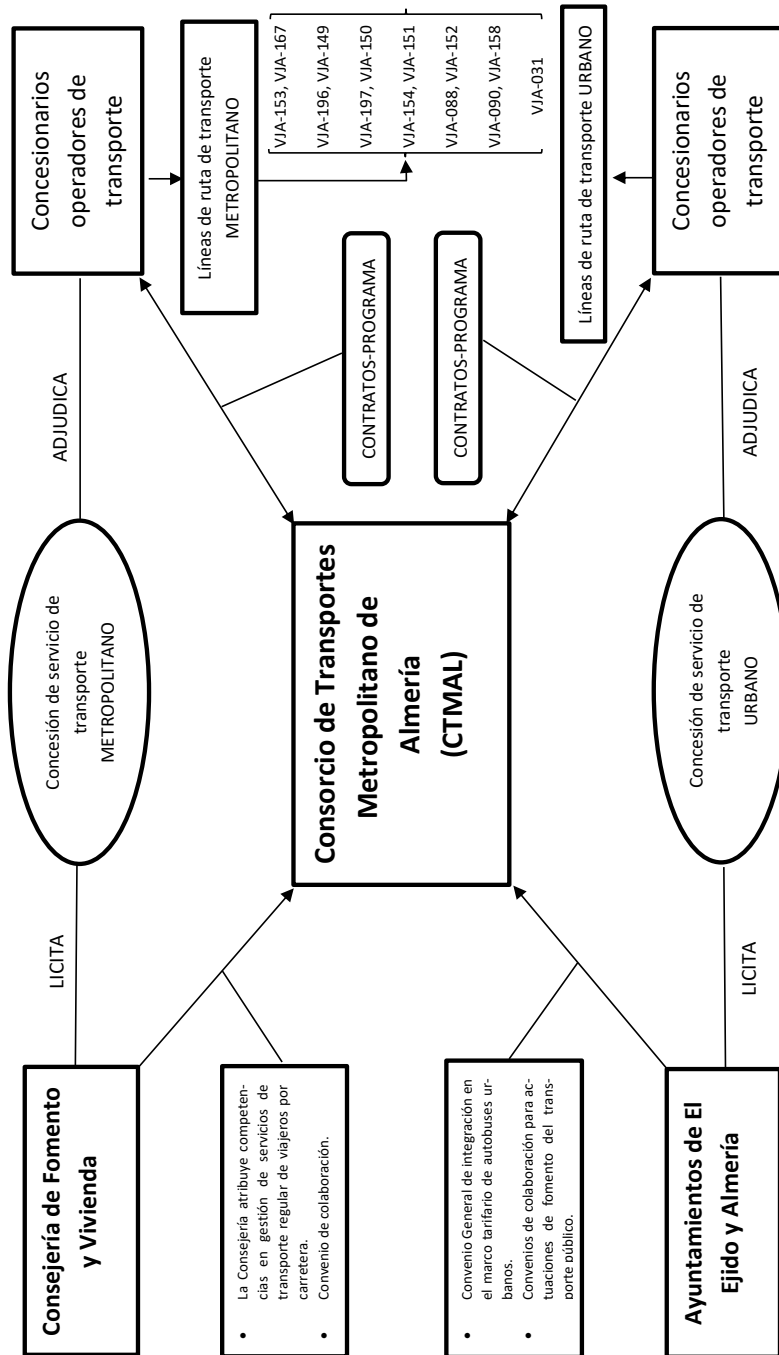 Consejería de Fomento
y Vivienda
LICITA
Concesión de servicio de
transporte
METROPOLITANO
ADJUDICA
Concesionarios
operadores de
transporte
• La Consejería atribuye competen-
cias en gestión de servicios de
transporte regular de viajeros por
carretera.
• Convenio de colaboración.
Líneas de ruta de transporte
METROPOLITANO
VJA-153, VJA-167
VJA-196, VJA-149
VJA-197, VJA-150
VJA-154, VJA-151
VJA-088, VJA-152
VJA-090, VJA-158
VJA-031
CONTRATOS-PROGRAMA
Consorcio de Transportes
Metropolitano de
Almería
(CTMAL)
CONTRATOS-PROGRAMA
• Convenio General de integración en
el marco tarifario de autobuses ur-
banos.
• Convenios de colaboración para ac-
tuaciones de fomento del trans-
porte público.
Líneas de ruta de transporte URBANO
Ayuntamientos de El
Ejido y Almería
LICITA
Concesión de servicio de
transporte
URBANO
ADJUDICA
Concesionarios
operadores de
transporte